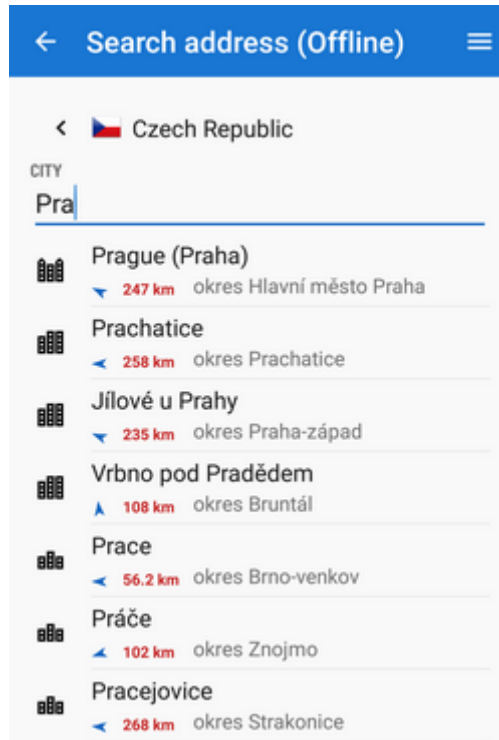 Search address (Offline)
Czech Republic
CITY
Pra
Prague (Praha)
247 km okres Hlavní město Praha
Prachatice
258 km okres Prachatice
Jílové u Prahy
235 km okres Praha-západ
Vrbno pod Pradědem
108 km okres Bruntál
Prace
56.2 km okres Brno-venkov
Práče
102 km okres Znojmo
Pracejovice
268 km okres Strakonice